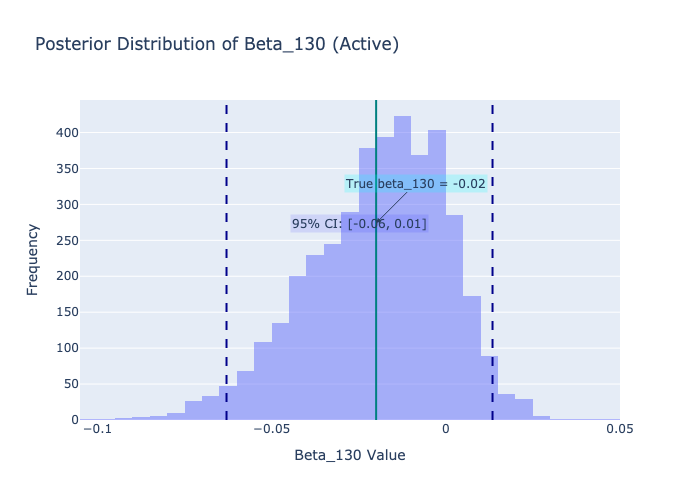 Posterior Distribution of Beta_130 (Active)
400
350
300
250
200
150
100
50
0
Frequency
True beta_130 = -0.02
95% CI: [-0.06, 0.01]
−0.1
−0.05
0
0.05
Beta_130 Value